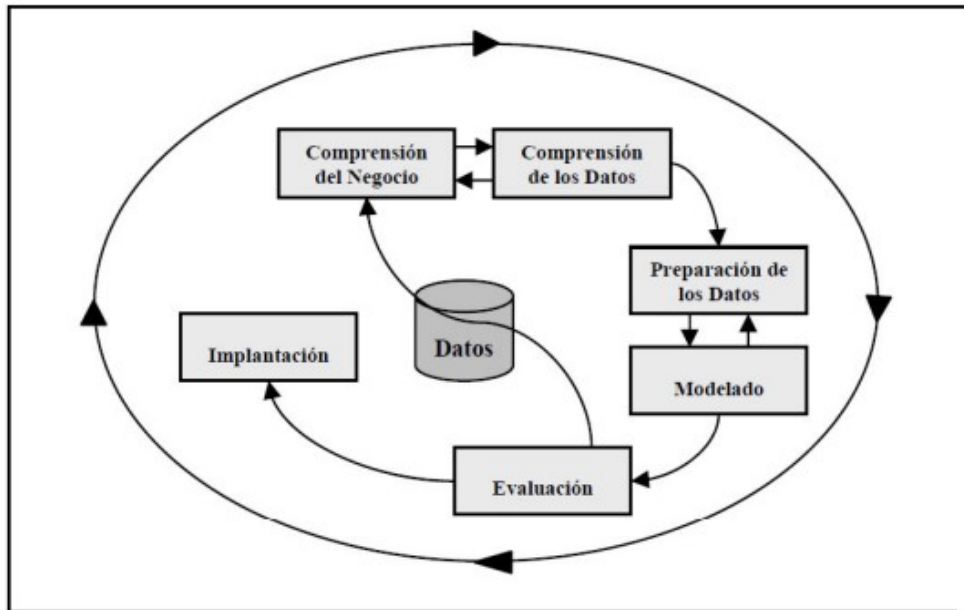 Comprensión
del Negocio
Comprensión
de los Datos
Preparación de
los Datos
Implantación
Datos
Modelado
Evaluación